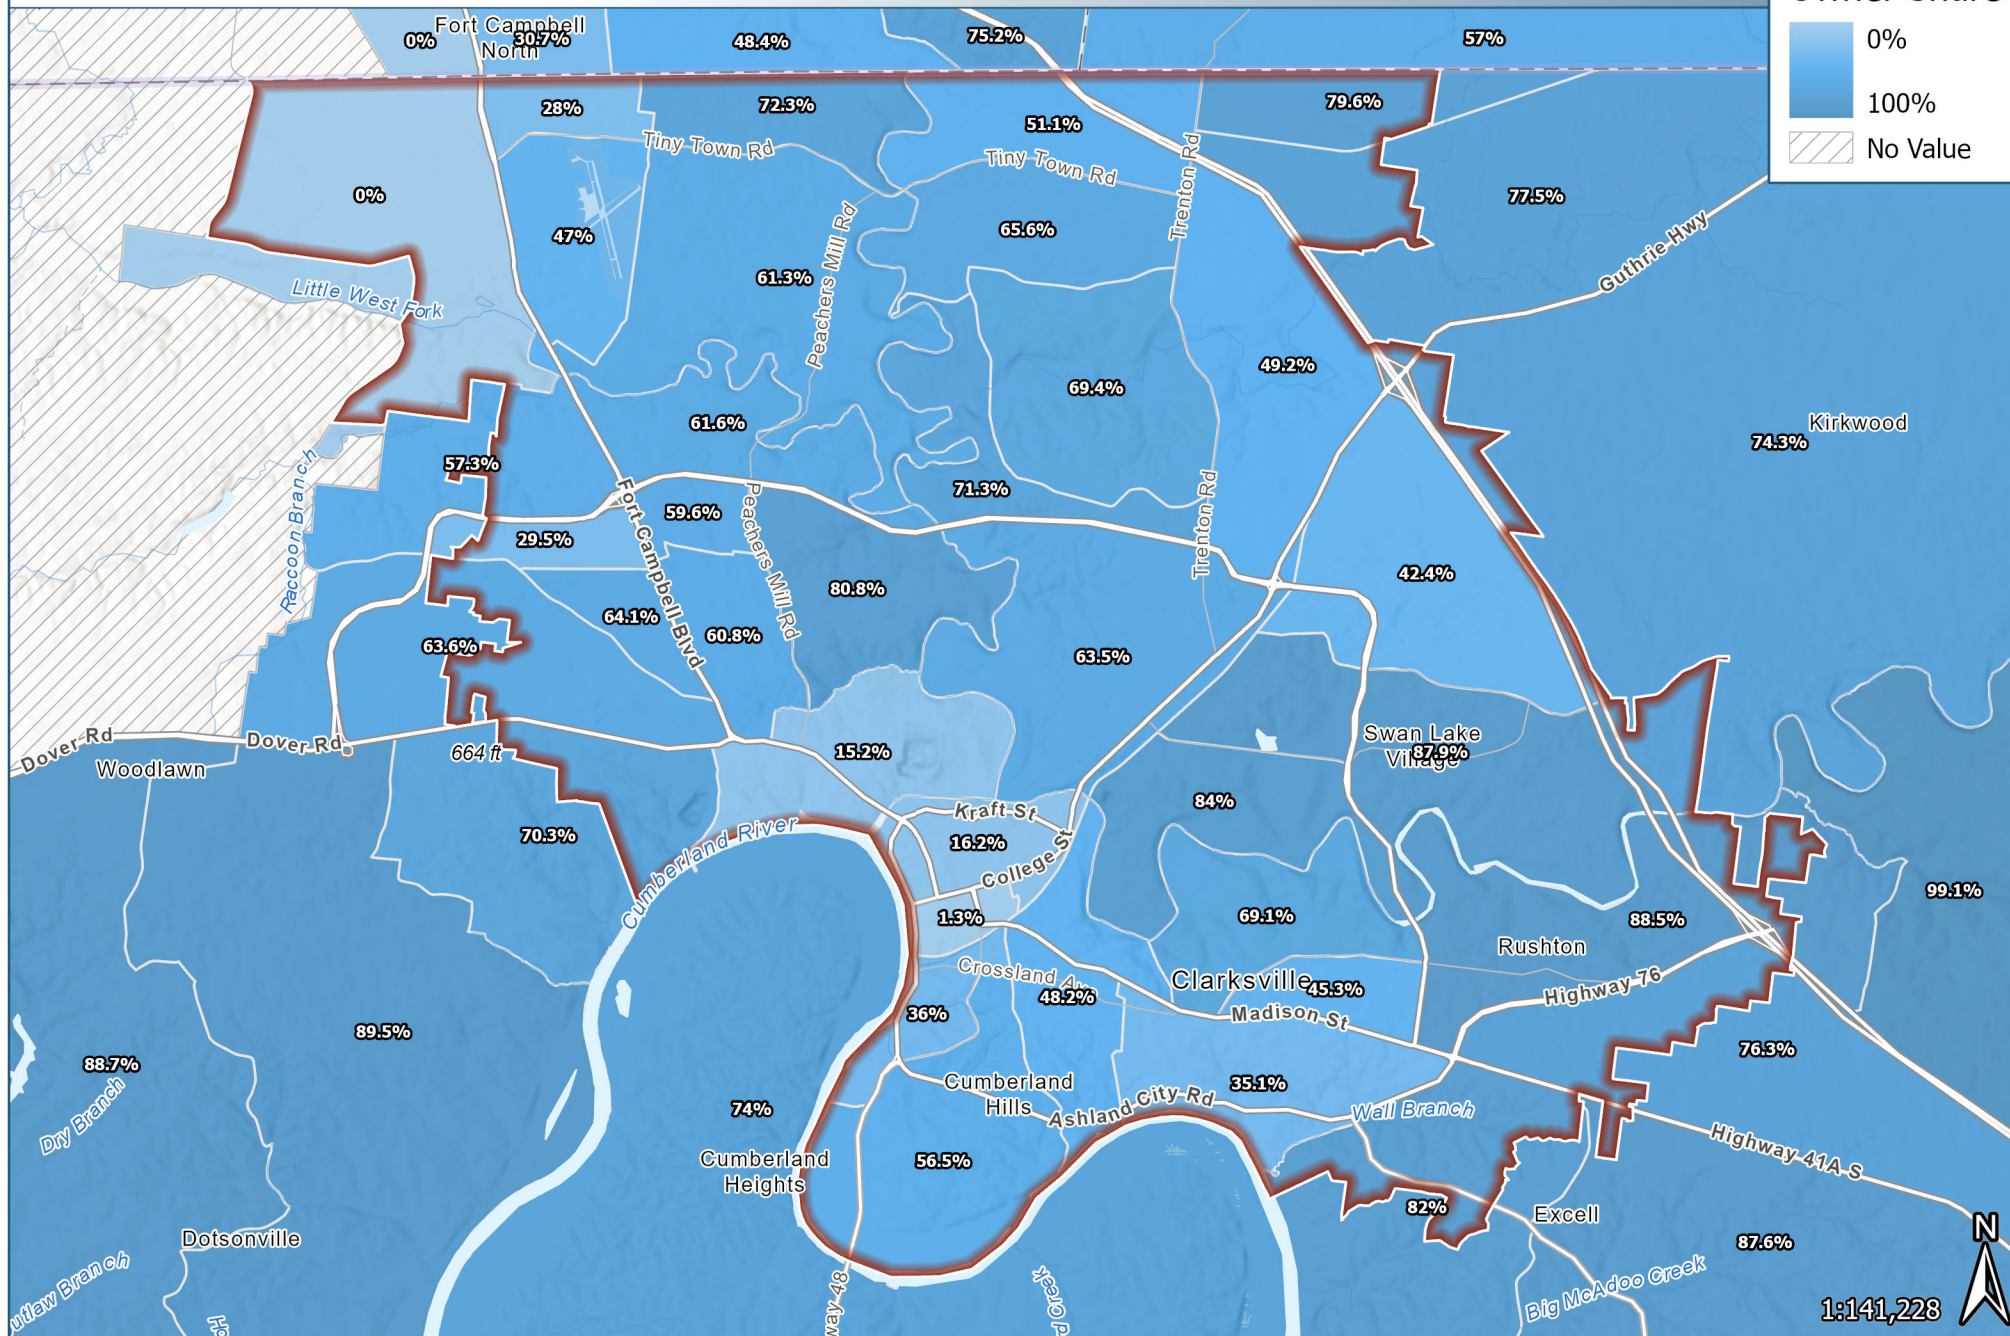 0%
100%
No Value
Fort Campbell
North
0%
30.7%
48.4%
75.2%
57%
28%
72.3%
51.1%
79.6%
Tiny Town Rd
Tiny Town Rd
Trenton Rd
0%
77.5%
47%
65.6%
61.3%
Peachers Mill Rd
Guthrie Hwy
Little West Fork
49.2%
69.4%
61.6%
Kirkwood
74.3%
57.3%
71.3%
Raccoon Branch
Fort Campbell Blvd
59.6%
Peachers Mill Rd
Trenton Rd
29.5%
42.4%
80.8%
64.1%
60.8%
63.6%
63.5%
Dover Rd
Dover Rd
Woodlawn
664 ft
15.2%
Swan Lake
Village
87.9%
84%
Kraft St
16.2%
College St
Cumberland River
70.3%
1.3%
69.1%
99.1%
88.5%
Rushton
Crossland
48.2%
Clarksville
45.3%
Highway 76
36%
Madison St
89.5%
88.7%
76.3%
Dry Branch
74%
Cumberland
Hills
35.1%
Ashland City Rd
Wall Branch
Highway 41A S
Cumberland
Heights
56.5%
82%
Excell
Dotsonville
87.6%
Big McAdoo Creek
N
1:141,228